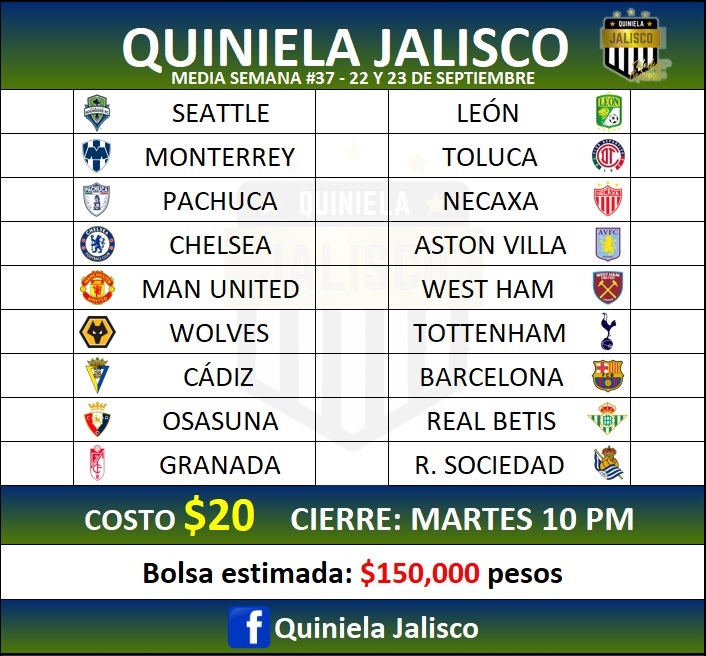 QUINIELA JALISCO
JALISCO
MEDIA SEMANA #37 - 22 Y 23 DE SEPTIEMBRE
SEATTLE LEÓN
MONTERREY TOLUCA
PACHUCA NECAXA
QUINIELA
CHELSEA ASTON VILLA
JALISCO
MAN UNITED WEST HAM
WOLVES TOTTENHAM
CÁDIZ BARCELONA
OSASUNA REAL BETIS
GRANADA R. SOCIEDAD
COSTO $20 CIERRE: MARTES 10 PM
Bolsa estimada: $150,000 pesos
f Quiniela Jalisco